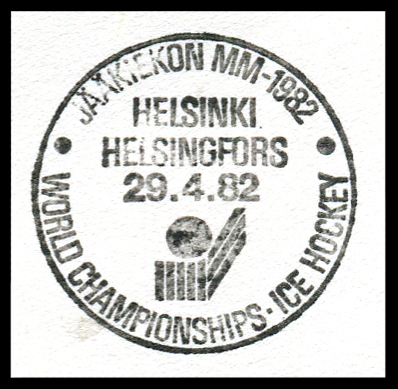 JÄÄKIEKON MM-1982
HELSINKI
HELSINGFORS
29.4.82
WORLD CHAMPIONSHIPS·ICE HOCKEY